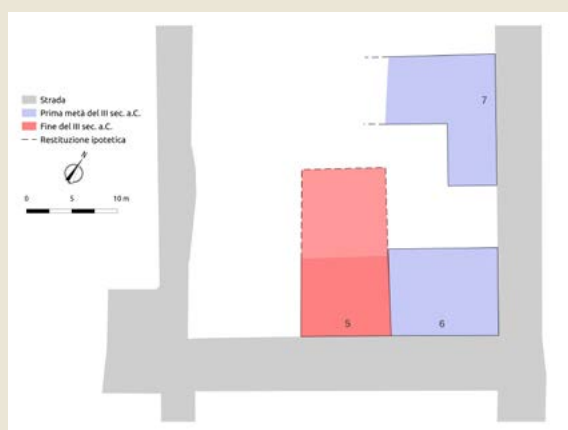 Strada
Prima metà del III sec. a.C.
Fine del III sec. a.C.
Restituzione ipotetica
N
0 5 10 m
7
5
6